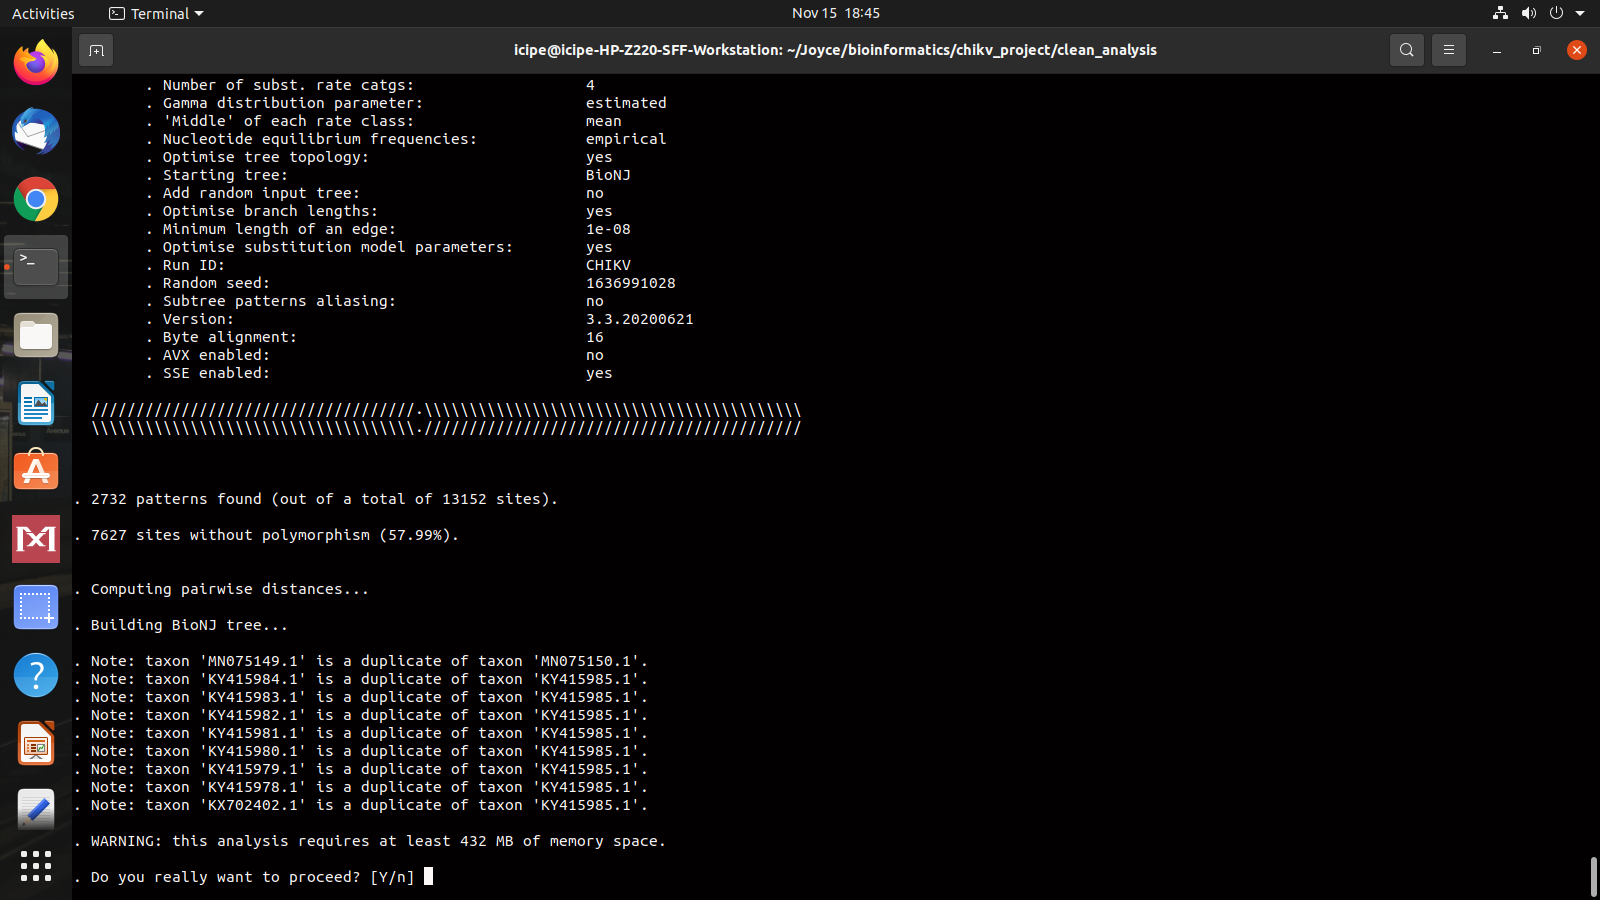 Activities
Terminal
Nov 15 18:45
icipe@icipe-HP-Z220-SFF-Workstation: ~/Joyce/bioinformatics/chikv_project/clean_analysis
. Number of subst. rate catgs: 4
. Gamma distribution parameter: estimated
. 'Middle' of each rate class: mean
. Nucleotide equilibrium frequencies: empirical
. Optimise tree topology: yes
. Starting tree: BioNJ
. Add random input tree: no
. Optimise branch lengths: yes
. Minimum length of an edge: 1e-08
. Optimise substitution model parameters: yes
. Run ID: CHIKV
. Random seed: 1636991028
. Subtree patterns aliasing: no
. Version: 3.3.20200621
. Byte alignment: 16
. AVX enabled: no
. SSE enabled: yes
////////////////////////////////////.\\\\\\\\\\\\\\\\\\\\\\\\\\\\\\\\\\\\\\\\\\
\\\\\\\\\\\\\\\\\\\\\\\\\\\\\\\\\\\\.//////////////////////////////////////////
. 2732 patterns found (out of a total of 13152 sites).
. 7627 sites without polymorphism (57.99%).
. Computing pairwise distances...
. Building BioNJ tree...
. Note: taxon 'MN075149.1' is a duplicate of taxon 'MN075150.1'.
. Note: taxon 'KY415984.1' is a duplicate of taxon 'KY415985.1'.
. Note: taxon 'KY415983.1' is a duplicate of taxon 'KY415985.1'.
. Note: taxon 'KY415982.1' is a duplicate of taxon 'KY415985.1'.
. Note: taxon 'KY415981.1' is a duplicate of taxon 'KY415985.1'.
. Note: taxon 'KY415980.1' is a duplicate of taxon 'KY415985.1'.
. Note: taxon 'KY415979.1' is a duplicate of taxon 'KY415985.1'.
. Note: taxon 'KY415978.1' is a duplicate of taxon 'KY415985.1'.
. Note: taxon 'KX702402.1' is a duplicate of taxon 'KY415985.1'.
. WARNING: this analysis requires at least 432 MB of memory space.
. Do you really want to proceed? [Y/n]